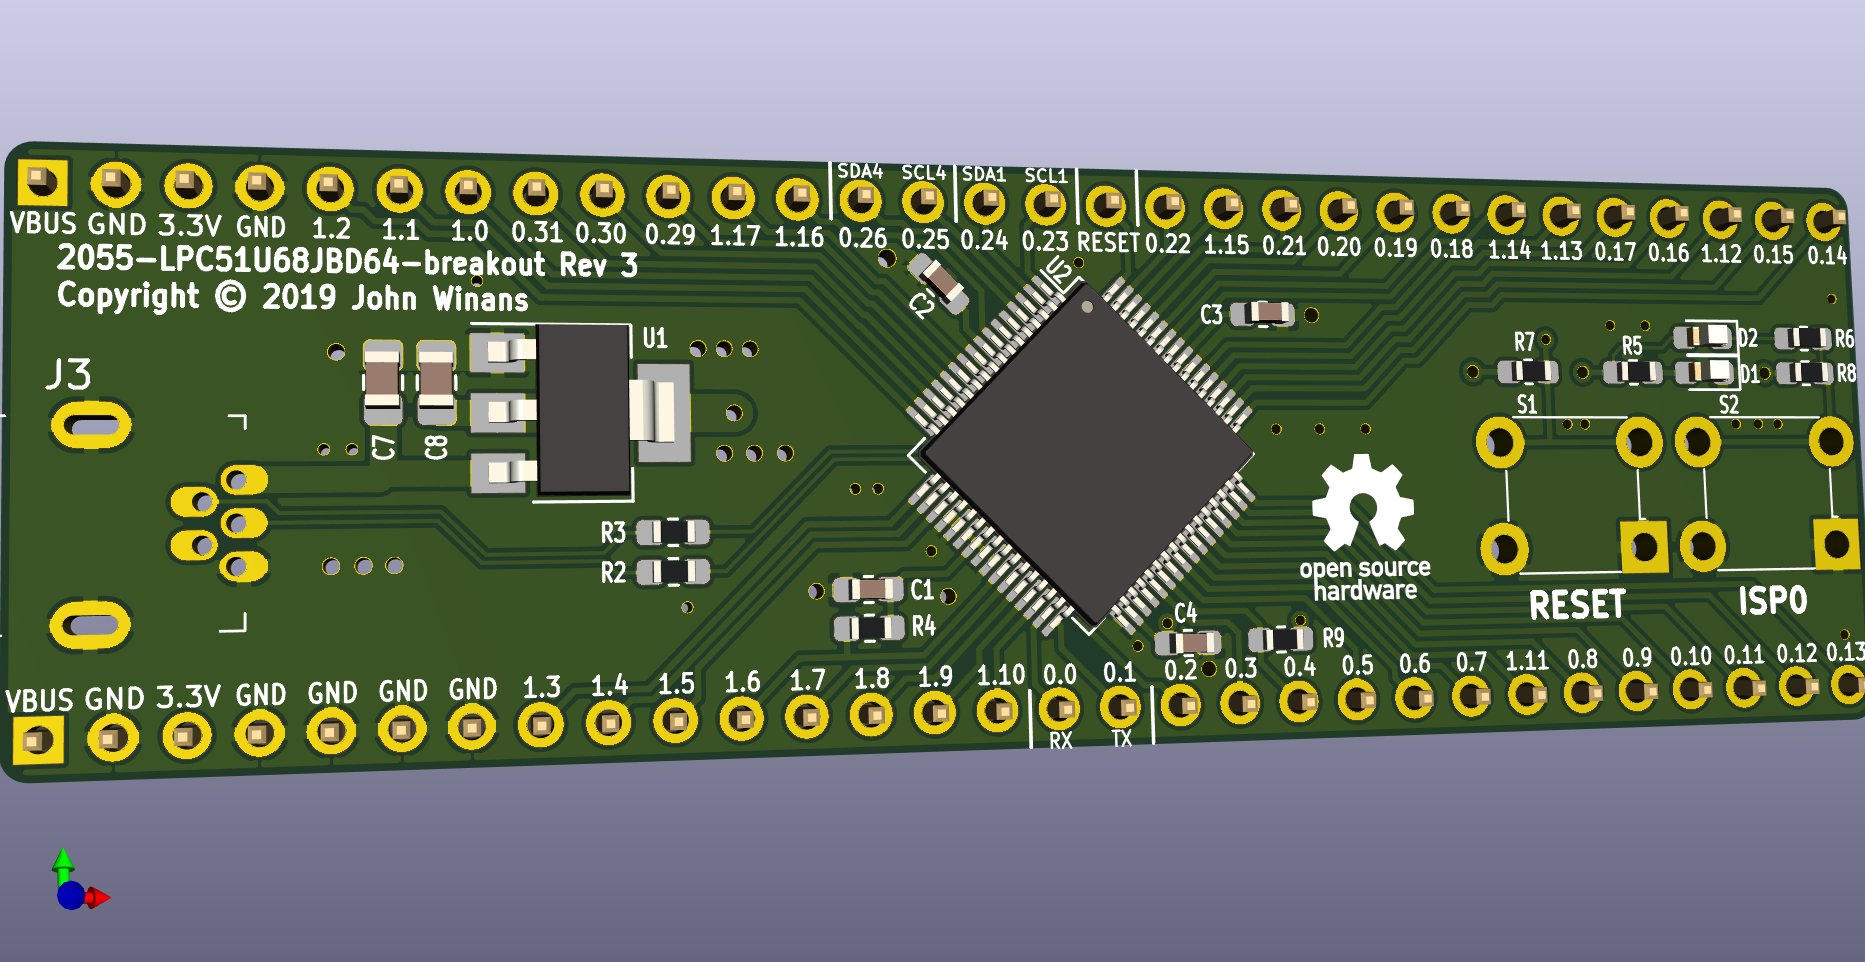 SDA4 SCL4 SDA1 SCL1
VBUS GND 3.3V GND 1.2 1.1 1.0 0.31 0.30 0.29 1.17 1.16 0.26 0.25 0.24 0.23 RESET 0.22 1.15 0.21 0.20 0.19 0.18 1.14 1.13 0.17 0.16 1.12 0.15 0.14
2055-LPC51U68JBD64-breakout Rev 3
Copyright © 2019 John Winans
U2
C2
C3
U1
J3
C7
C8
R7
R5
D2
R6
D1
R8
S1
S2
R3
R2
C1
R4
C4
R9
open source
hardware
RESET
ISP0
VBUS GND 3.3V GND GND GND GND 1.3 1.4 1.5 1.6 1.7 1.8 1.9 1.10 0.0 0.1 0.2 0.3 0.4 0.5 0.6 0.7 1.11 0.8 0.9 0.10 0.11 0.12 0.13
RX TX